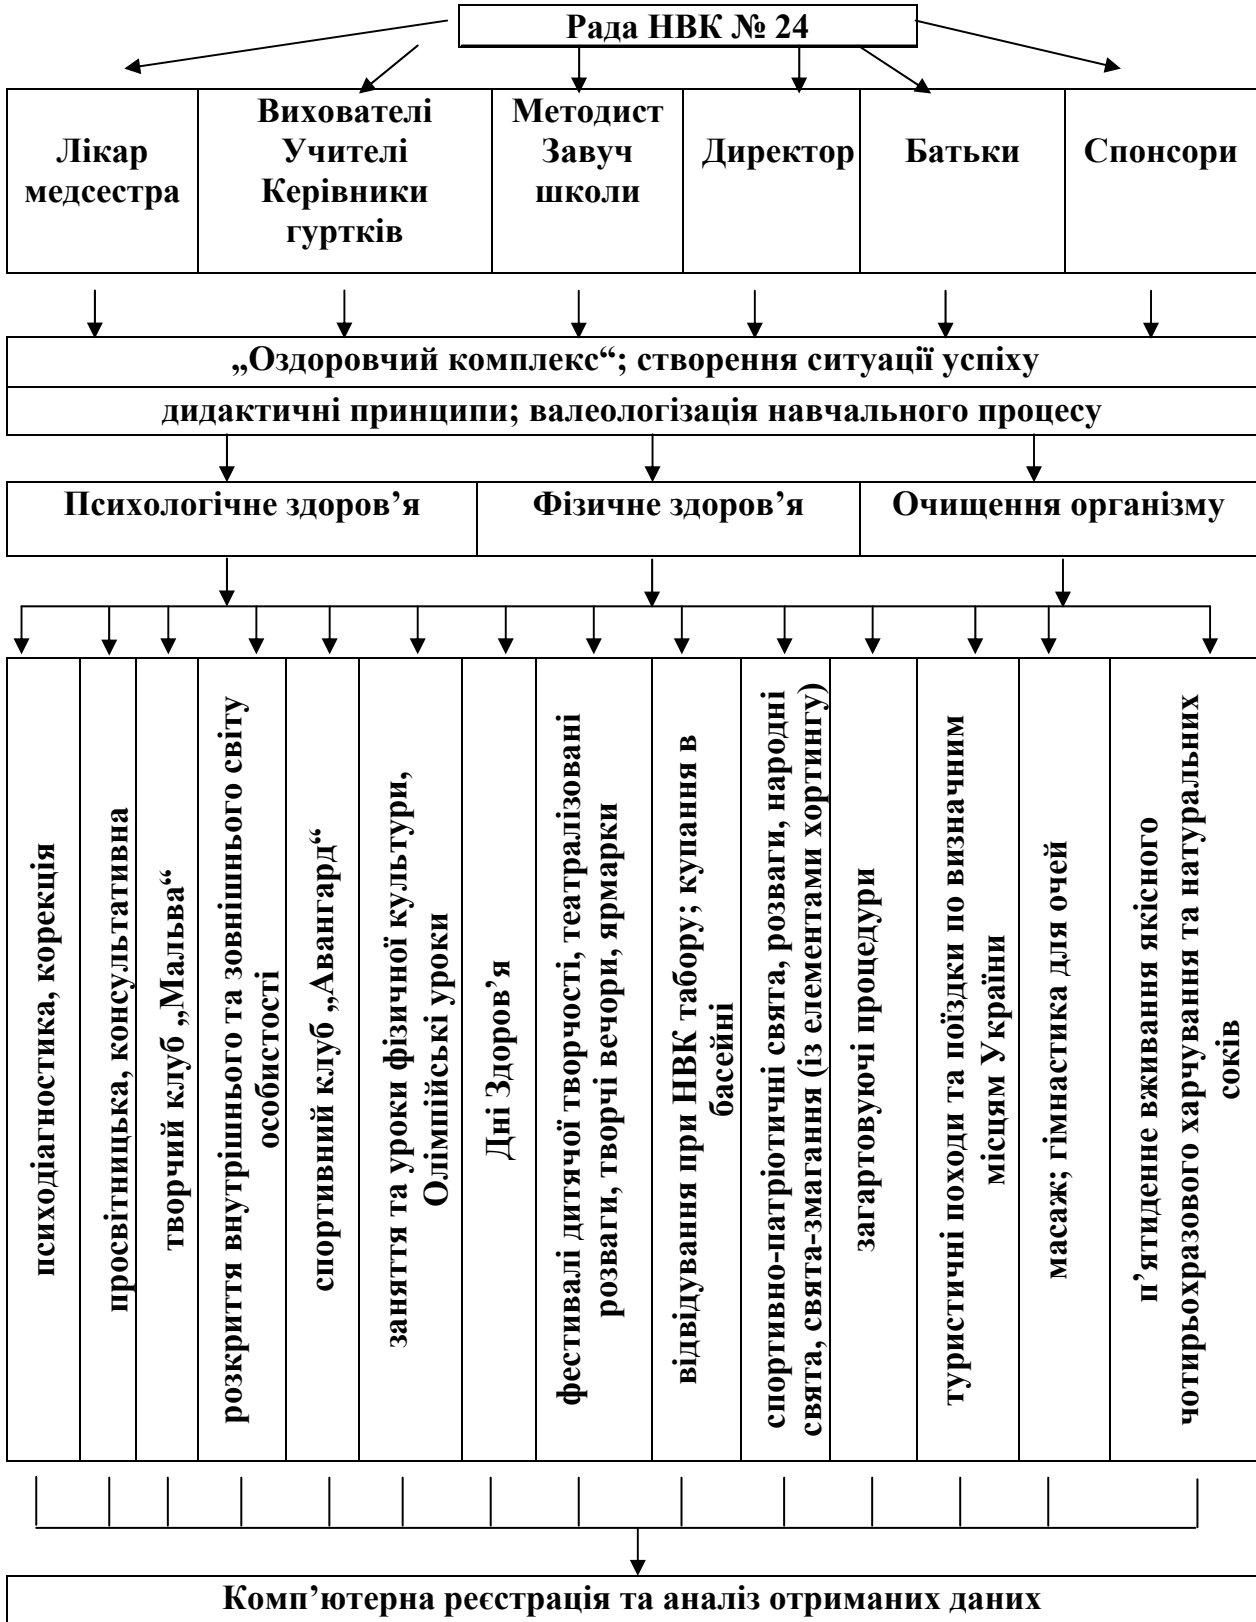 Рада НВК № 24
Лікар
медсестра
Вихователі
Учителі
Керівники
гуртків
Методист
Завуч
школи
Директор
Батьки
Спонсори
„Оздоровчий комплекс“; створення ситуації успіху
дидактичні принципи; валеологізація навчального процесу
Психологічне здоров’я
Фізичне здоров’я
Очищення організму
психодіагностика, корекція
просвітницька, консультативна
творчий клуб „Мальва“
розкриття внутрішнього та зовнішнього світу
особистості
спортивний клуб „Авангард“
заняття та уроки фізичної культури,
Олімпійські уроки
Дні Здоров’я
фестивалі дитячої творчості, театралізовані
розваги, творчі вечори, ярмарки
відвідування при НВК табору; купання в
басейні
спортивно-патріотичні свята, розваги, народні
свята, свята-змагання (із елементами хортингу)
загартовуючі процедури
туристичні походи та поїздки по визначним
місцям України
масаж; гімнастика для очей
п’ятиденне вживання якісного
чотирьохразового харчування та натуральних
соків
Комп’ютерна реєстрація та аналіз отриманих даних